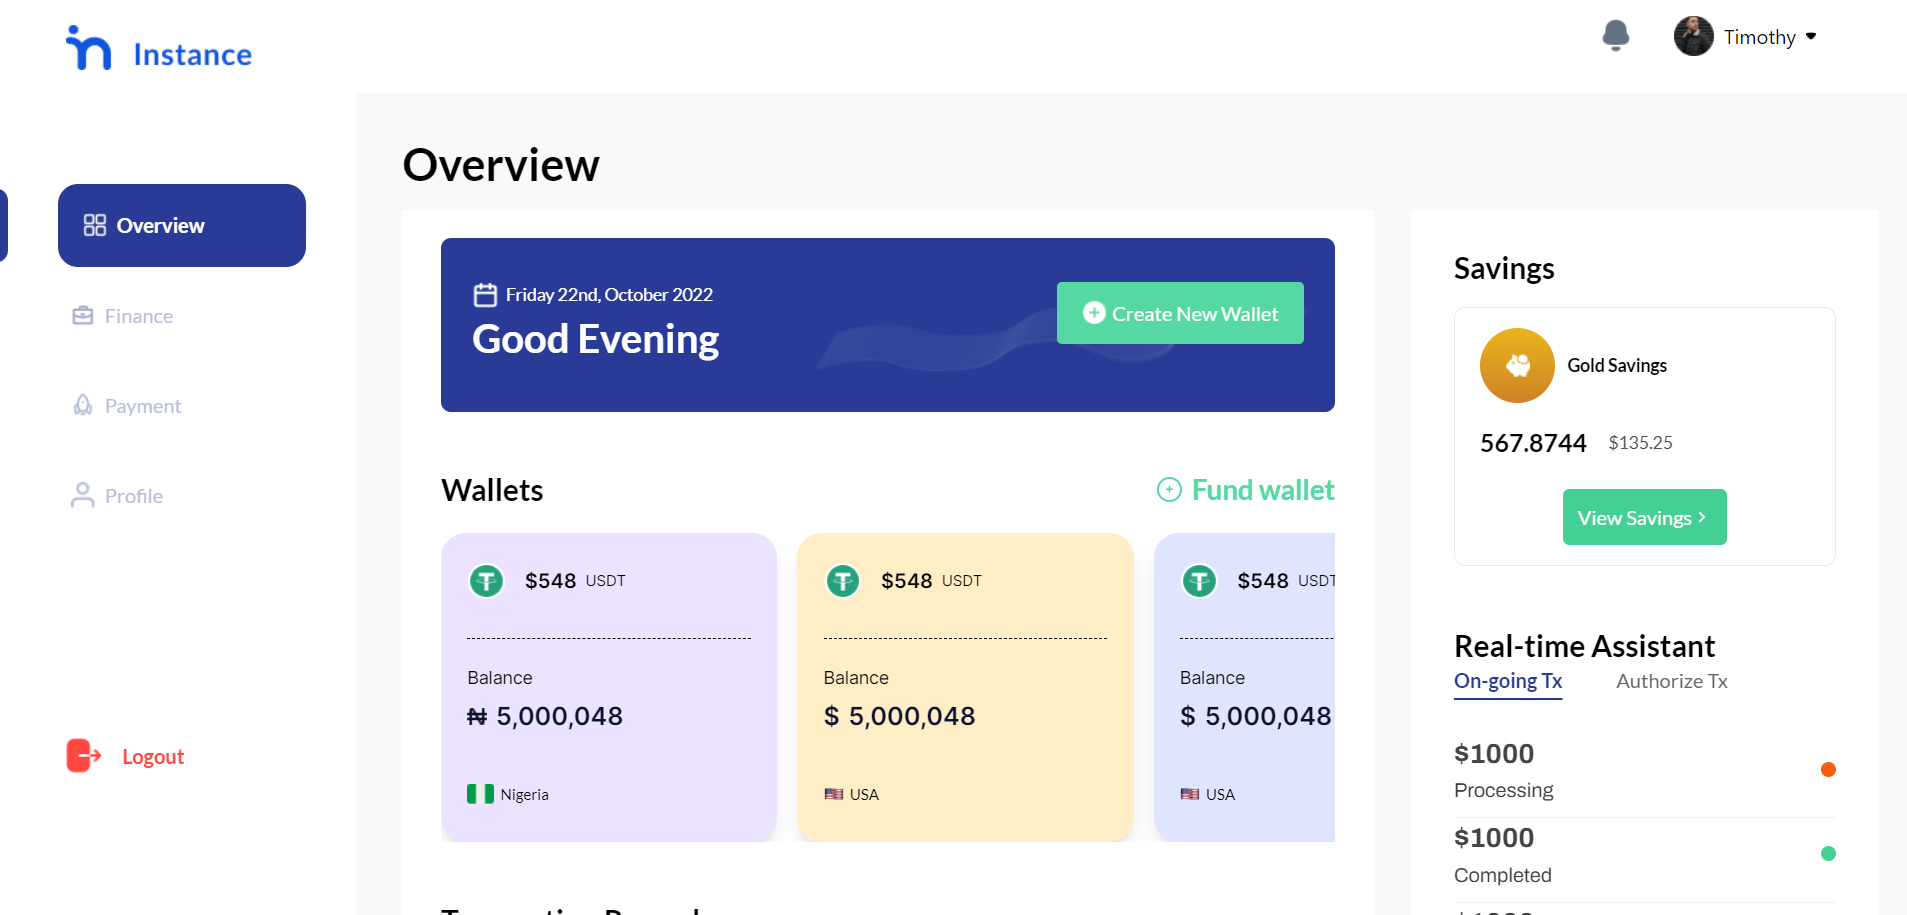 Instance
Timothy
Overview
Finance
Payment
Profile
Logout
Overview
Friday 22nd, October 2022
Good Evening
Create New Wallet
Wallets
Fund wallet
$548 USDT
Balance
₦ 5,000,048
Nigeria
$548 USDT
Balance
$ 5,000,048
USA
$548 USDT
Balance
$ 5,000,048
USA
Savings
Gold Savings
567.8744 $135.25
View Savings
Real-time Assistant
On-going Tx Authorize Tx
$1000
Processing
$1000
Completed